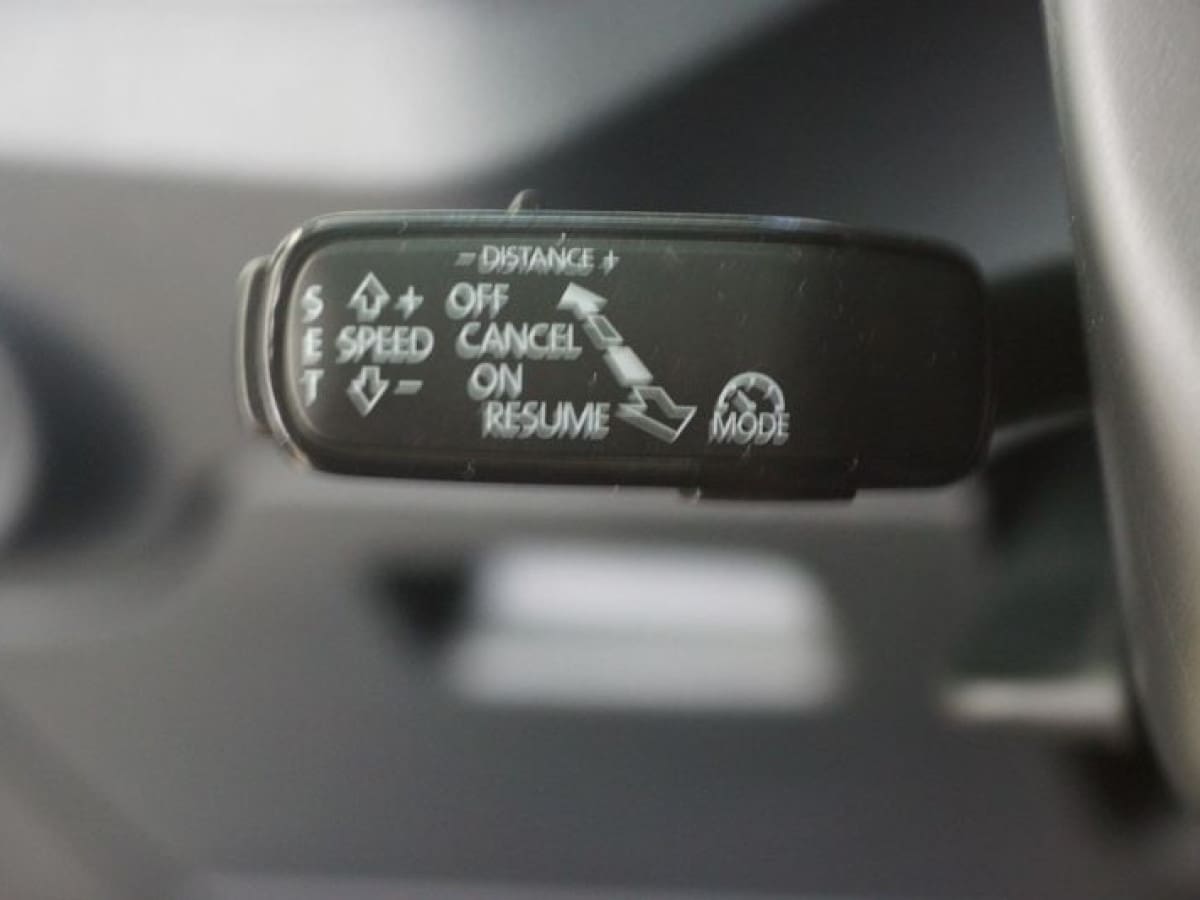 - DISTANCE +
S
E
T
+
SPEED
-
OFF
CANCEL
ON
RESUME
MODE